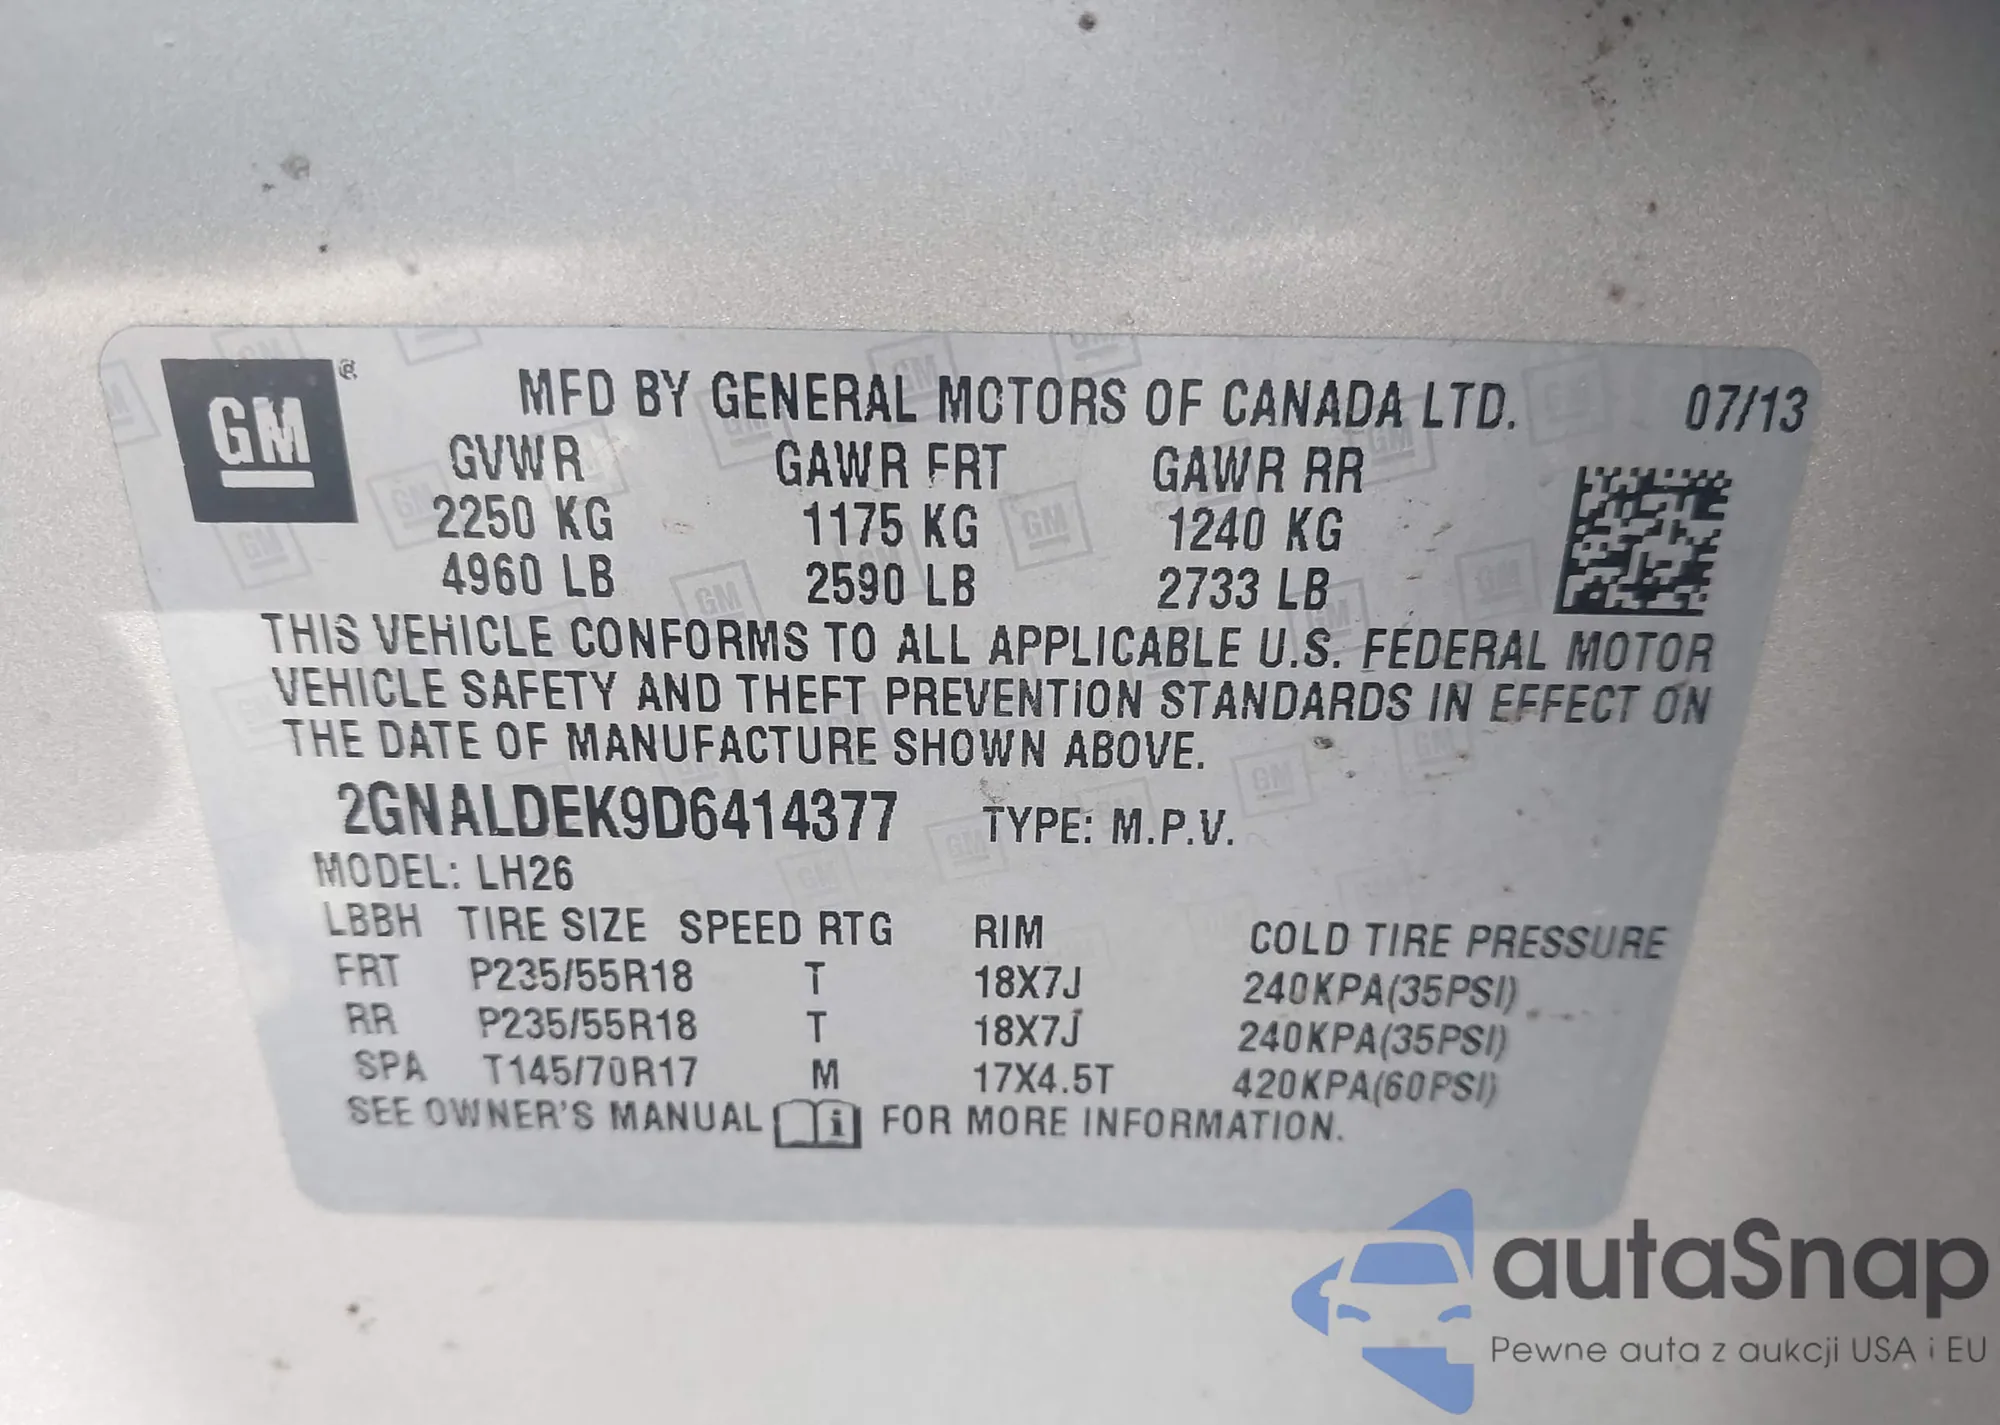 GM ®
MFD BY GENERAL MOTORS OF CANADA LTD. 07/13
GVWR GAWR FRT GAWR RR
2250 KG 1175 KG 1240 KG
4960 LB 2590 LB 2733 LB
THIS VEHICLE CONFORMS TO ALL APPLICABLE U.S. FEDERAL MOTOR
VEHICLE SAFETY AND THEFT PREVENTION STANDARDS IN EFFECT ON
THE DATE OF MANUFACTURE SHOWN ABOVE.
2GNALDEK9D6414377 TYPE: M.P.V.
MODEL: LH26
LBBH TIRE SIZE SPEED RTG RIM COLD TIRE PRESSURE
FRT P235/55R18 T 18X7J 240KPA(35PSI)
RR P235/55R18 T 18X7J 240KPA(35PSI)
SPA T145/70R17 M 17X4.5T 420KPA(60PSI)
SEE OWNER'S MANUAL i FOR MORE INFORMATION.
autaSnap
Pewne auta z aukcji USA i EU